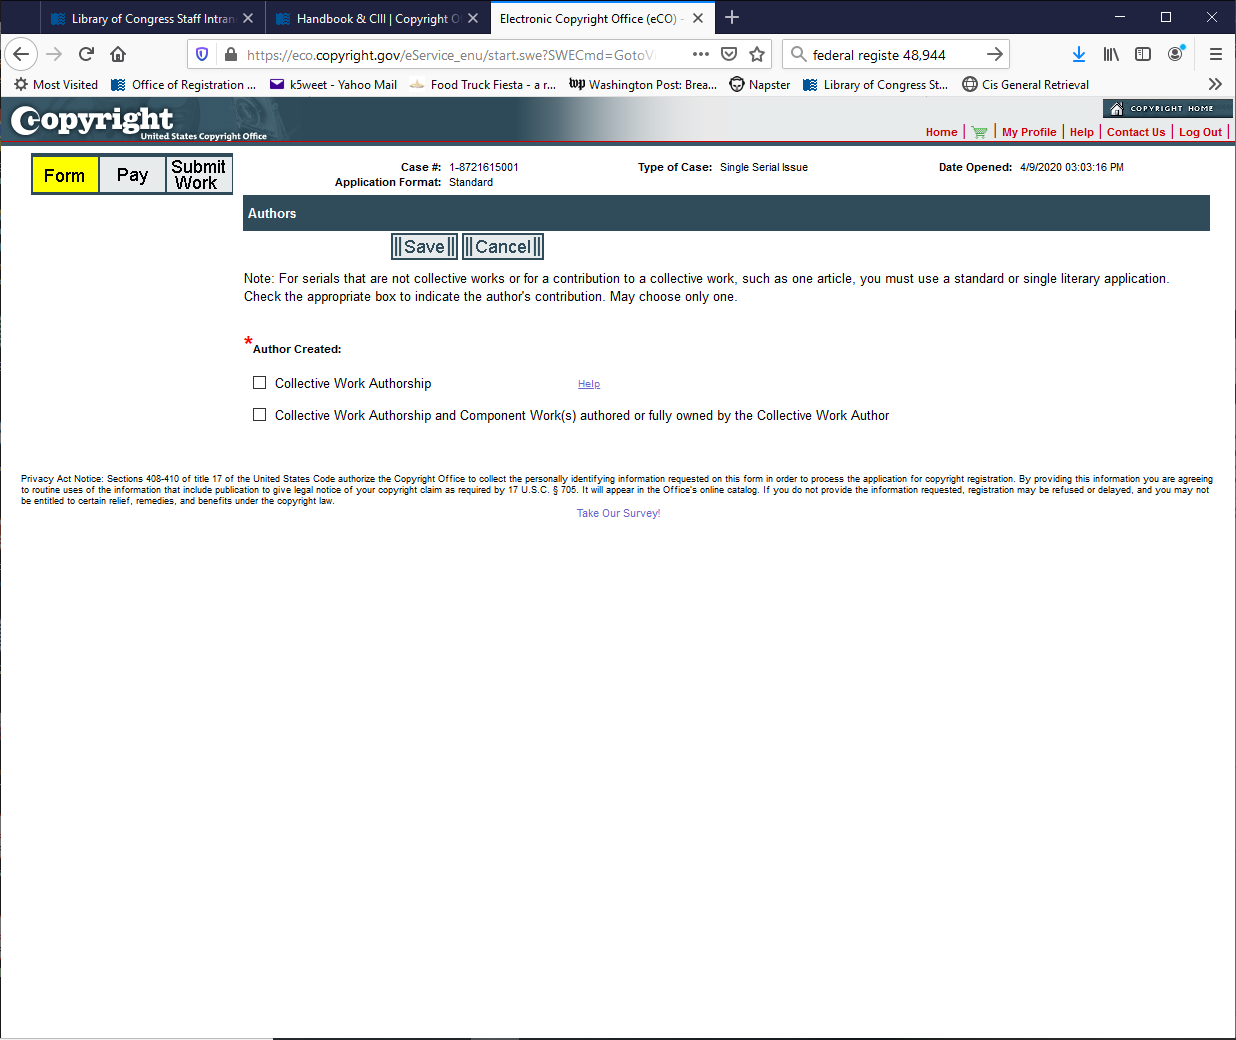 Library of Congress Staff Intran
Handbook & CIII | Copyright O
Electronic Copyright Office (eCO) -
https://eco.copyright.gov/eService_enu/start.swe?SWECmd=GotoV
federal registe 48,944
Most Visited
Office of Registration ...
k5weet - Yahoo Mail
Food Truck Fiesta - a r...
wp Washington Post: Brea...
Napster
Library of Congress St...
Cis General Retrieval
Copyright
United States Copyright Office
COPYRIGHT HOME
Home | | My Profile | Help | Contact Us | Log Out |
Form
Pay
Submit
Work
Case #: 1-8721615001
Type of Case: Single Serial Issue
Date Opened: 4/9/2020 03:03:16 PM
Application Format: Standard
Authors
Save
Cancel
Note: For serials that are not collective works or for a contribution to a collective work, such as one article, you must use a standard or single literary application.
Check the appropriate box to indicate the author's contribution. May choose only one.
*Author Created:
Collective Work Authorship
Help
Collective Work Authorship and Component Work(s) authored or fully owned by the Collective Work Author
Privacy Act Notice: Sections 408-410 of title 17 of the United States Code authorize the Copyright Office to collect the personally identifying information requested on this form in order to process the application for copyright registration. By providing this information you are agreeing
to routine uses of the information that include publication to give legal notice of your copyright claim as required by 17 U.S.C. § 705. It will appear in the Office's online catalog. If you do not provide the information requested, registration may be refused or delayed, and you may not
be entitled to certain relief, remedies, and benefits under the copyright law.
Take Our Survey!